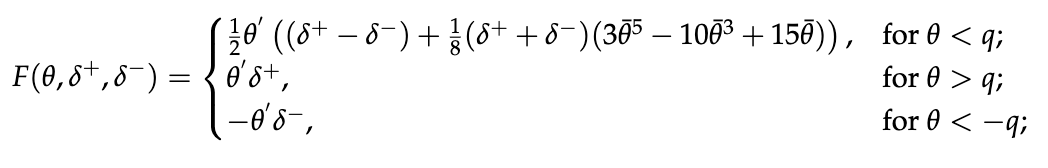 F(θ, δ⁺, δ⁻) = { ½θ′ ((δ⁺ − δ⁻) + ⅛(δ⁺ + δ⁻)(3θ̄⁵ − 10θ̄³ + 15θ̄)), for θ < q;
θ′δ⁺, for θ > q;
−θ′δ⁻, for θ < −q;